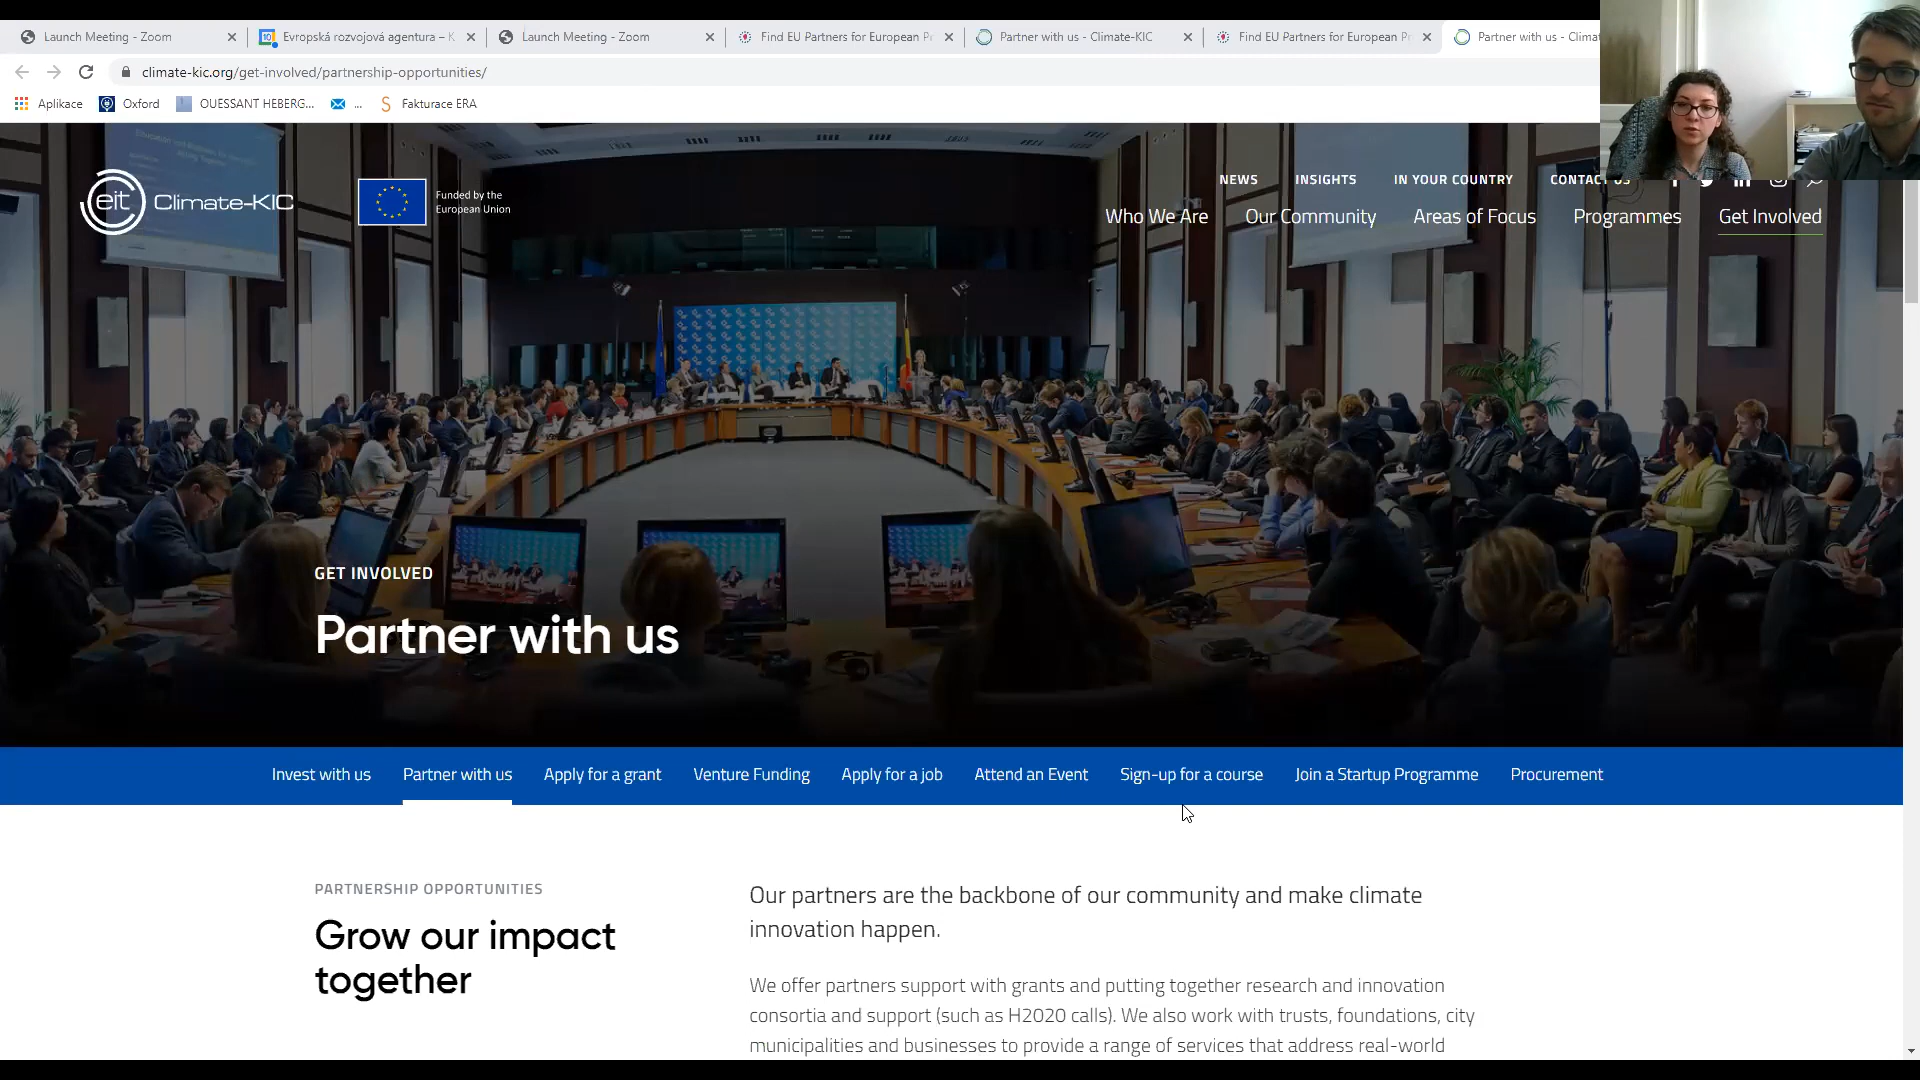 Launch Meeting - Zoom
Evropská rozvojová agentura – K
Launch Meeting - Zoom
Find EU Partners for European Pr
Partner with us - Climate-KIC
Find EU Partners for European Pr
Partner with us - Climat
climate-kic.org/get-involved/partnership-opportunities/
Aplikace
Oxford
OUESSANT HEBERG...
...
Fakturace ERA
eit Climate-KIC
Funded by the
European Union
NEWS
INSIGHTS
IN YOUR COUNTRY
CONTACT US
Who We Are
Our Community
Areas of Focus
Programmes
Get Involved
GET INVOLVED
Partner with us
Invest with us
Partner with us
Apply for a grant
Venture Funding
Apply for a job
Attend an Event
Sign-up for a course
Join a Startup Programme
Procurement
PARTNERSHIP OPPORTUNITIES
Grow our impact
together
Our partners are the backbone of our community and make climate
innovation happen.
We offer partners support with grants and putting together research and innovation
consortia and support (such as H2020 calls). We also work with trusts, foundations, city
municipalities and businesses to provide a range of services that address real-world